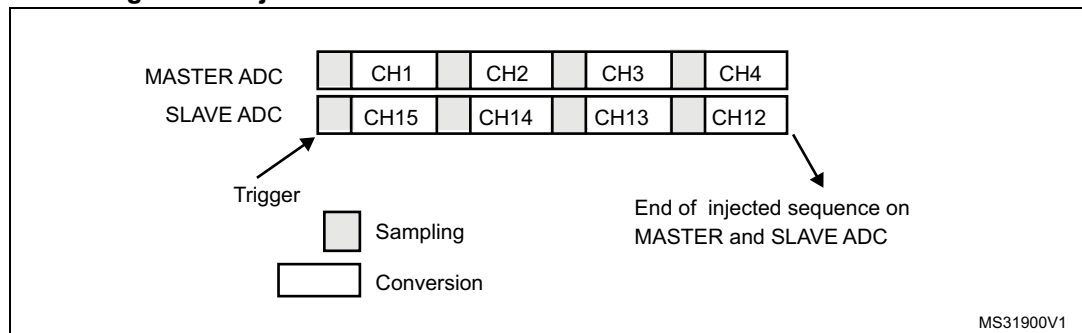 MASTER ADC CH1 CH2 CH3 CH4
SLAVE ADC CH15 CH14 CH13 CH12
Trigger
End of injected sequence on
MASTER and SLAVE ADC
Sampling
Conversion
MS31900V1